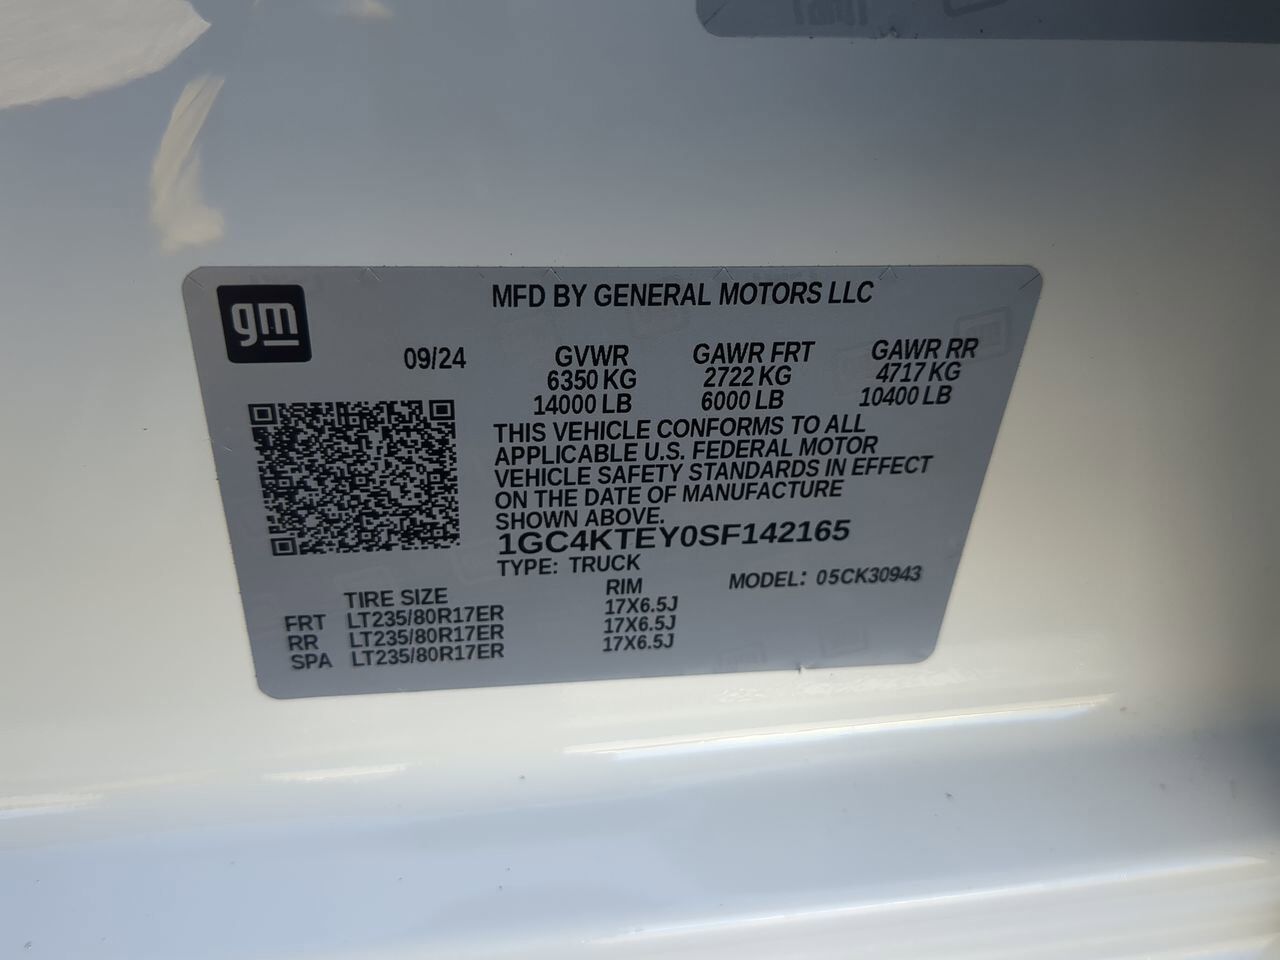 gm
MFD BY GENERAL MOTORS LLC
09/24 GVWR GAWR FRT GAWR RR
6350 KG 2722 KG 4717 KG
14000 LB 6000 LB 10400 LB
THIS VEHICLE CONFORMS TO ALL
APPLICABLE U.S. FEDERAL MOTOR
VEHICLE SAFETY STANDARDS IN EFFECT
ON THE DATE OF MANUFACTURE
SHOWN ABOVE.
1GC4KTEY0SF142165
TYPE: TRUCK MODEL: 05CK30943
TIRE SIZE RIM
FRT LT235/80R17ER 17X6.5J
RR LT235/80R17ER 17X6.5J
SPA LT235/80R17ER 17X6.5J